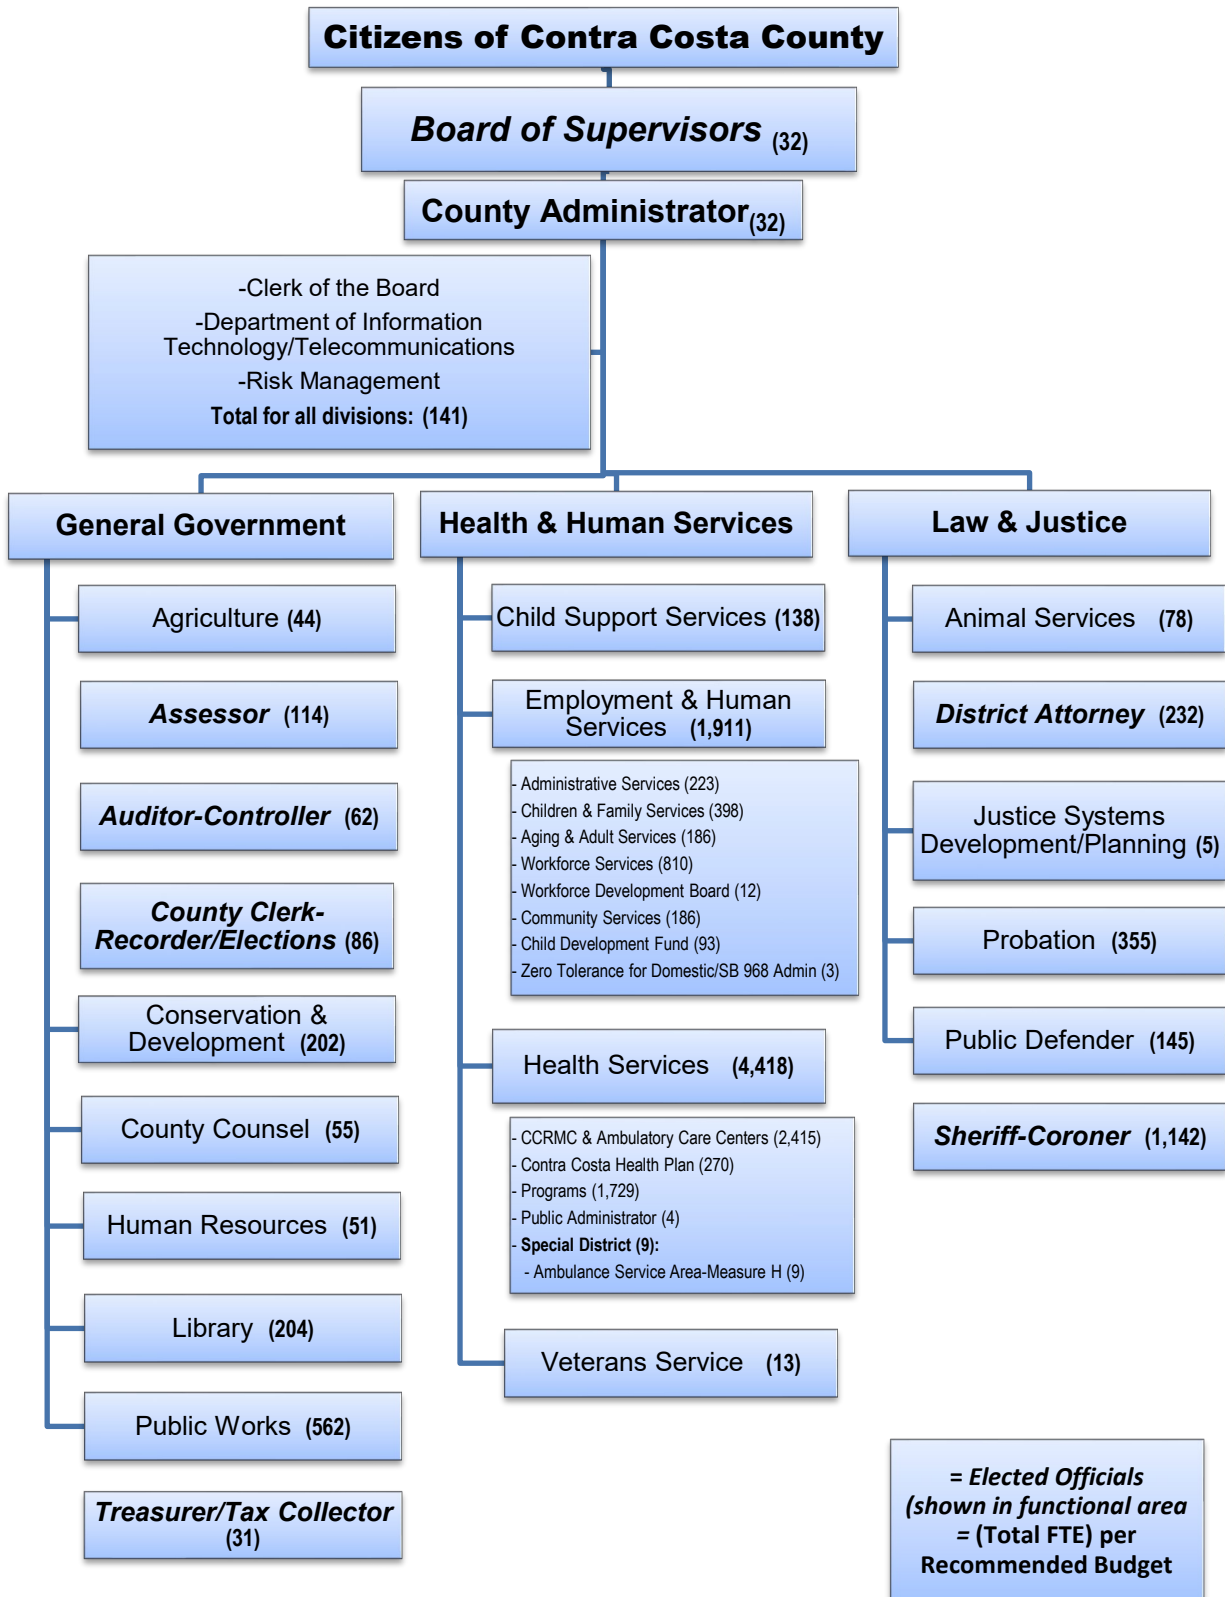 Citizens of Contra Costa County
Board of Supervisors (32)
County Administrator (32)
-Clerk of the Board
-Department of Information
Technology/Telecommunications
-Risk Management
Total for all divisions: (141)
General Government
Agriculture (44)
Assessor (114)
Auditor-Controller (62)
County Clerk-
Recorder/Elections (86)
Conservation &
Development (202)
County Counsel (55)
Human Resources (51)
Library (204)
Public Works (562)
Treasurer/Tax Collector
(31)
Health & Human Services
Child Support Services (138)
Employment & Human
Services (1,911)
- Administrative Services (223)
- Children & Family Services (398)
- Aging & Adult Services (186)
- Workforce Services (810)
- Workforce Development Board (12)
- Community Services (186)
- Child Development Fund (93)
- Zero Tolerance for Domestic/SB 968 Admin (3)
Health Services (4,418)
- CCRMC & Ambulatory Care Centers (2,415)
- Contra Costa Health Plan (270)
- Programs (1,729)
- Public Administrator (4)
- Special District (9):
- Ambulance Service Area-Measure H (9)
Veterans Service (13)
Law & Justice
Animal Services (78)
District Attorney (232)
Justice Systems
Development/Planning (5)
Probation (355)
Public Defender (145)
Sheriff-Coroner (1,142)
= Elected Officials
(shown in functional area
= (Total FTE) per
Recommended Budget